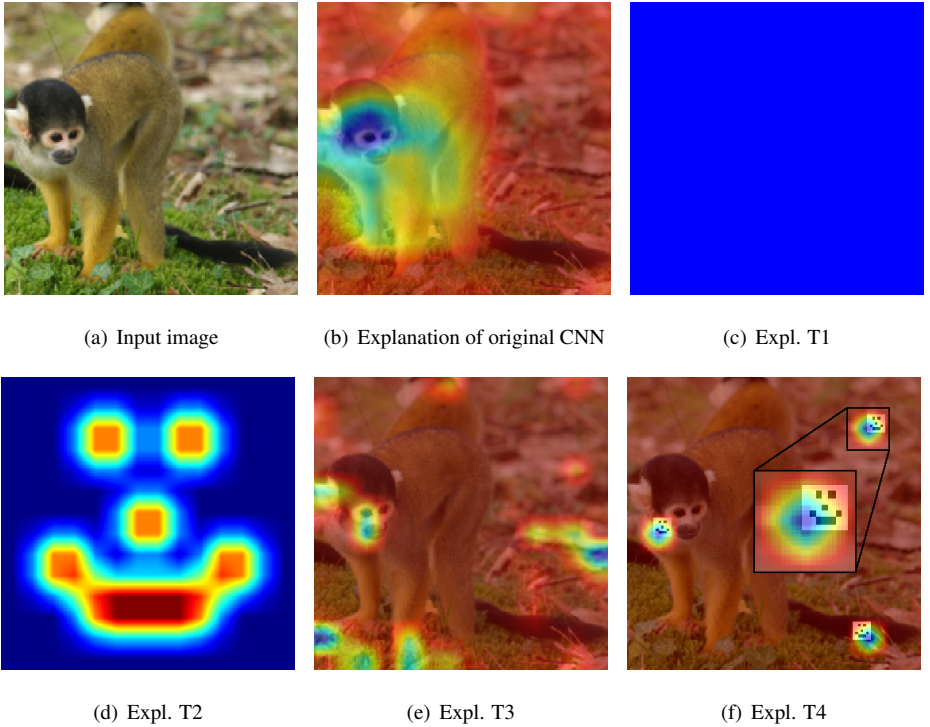 (a) Input image
(b) Explanation of original CNN
(c) Expl. T1
(d) Expl. T2
(e) Expl. T3
(f) Expl. T4